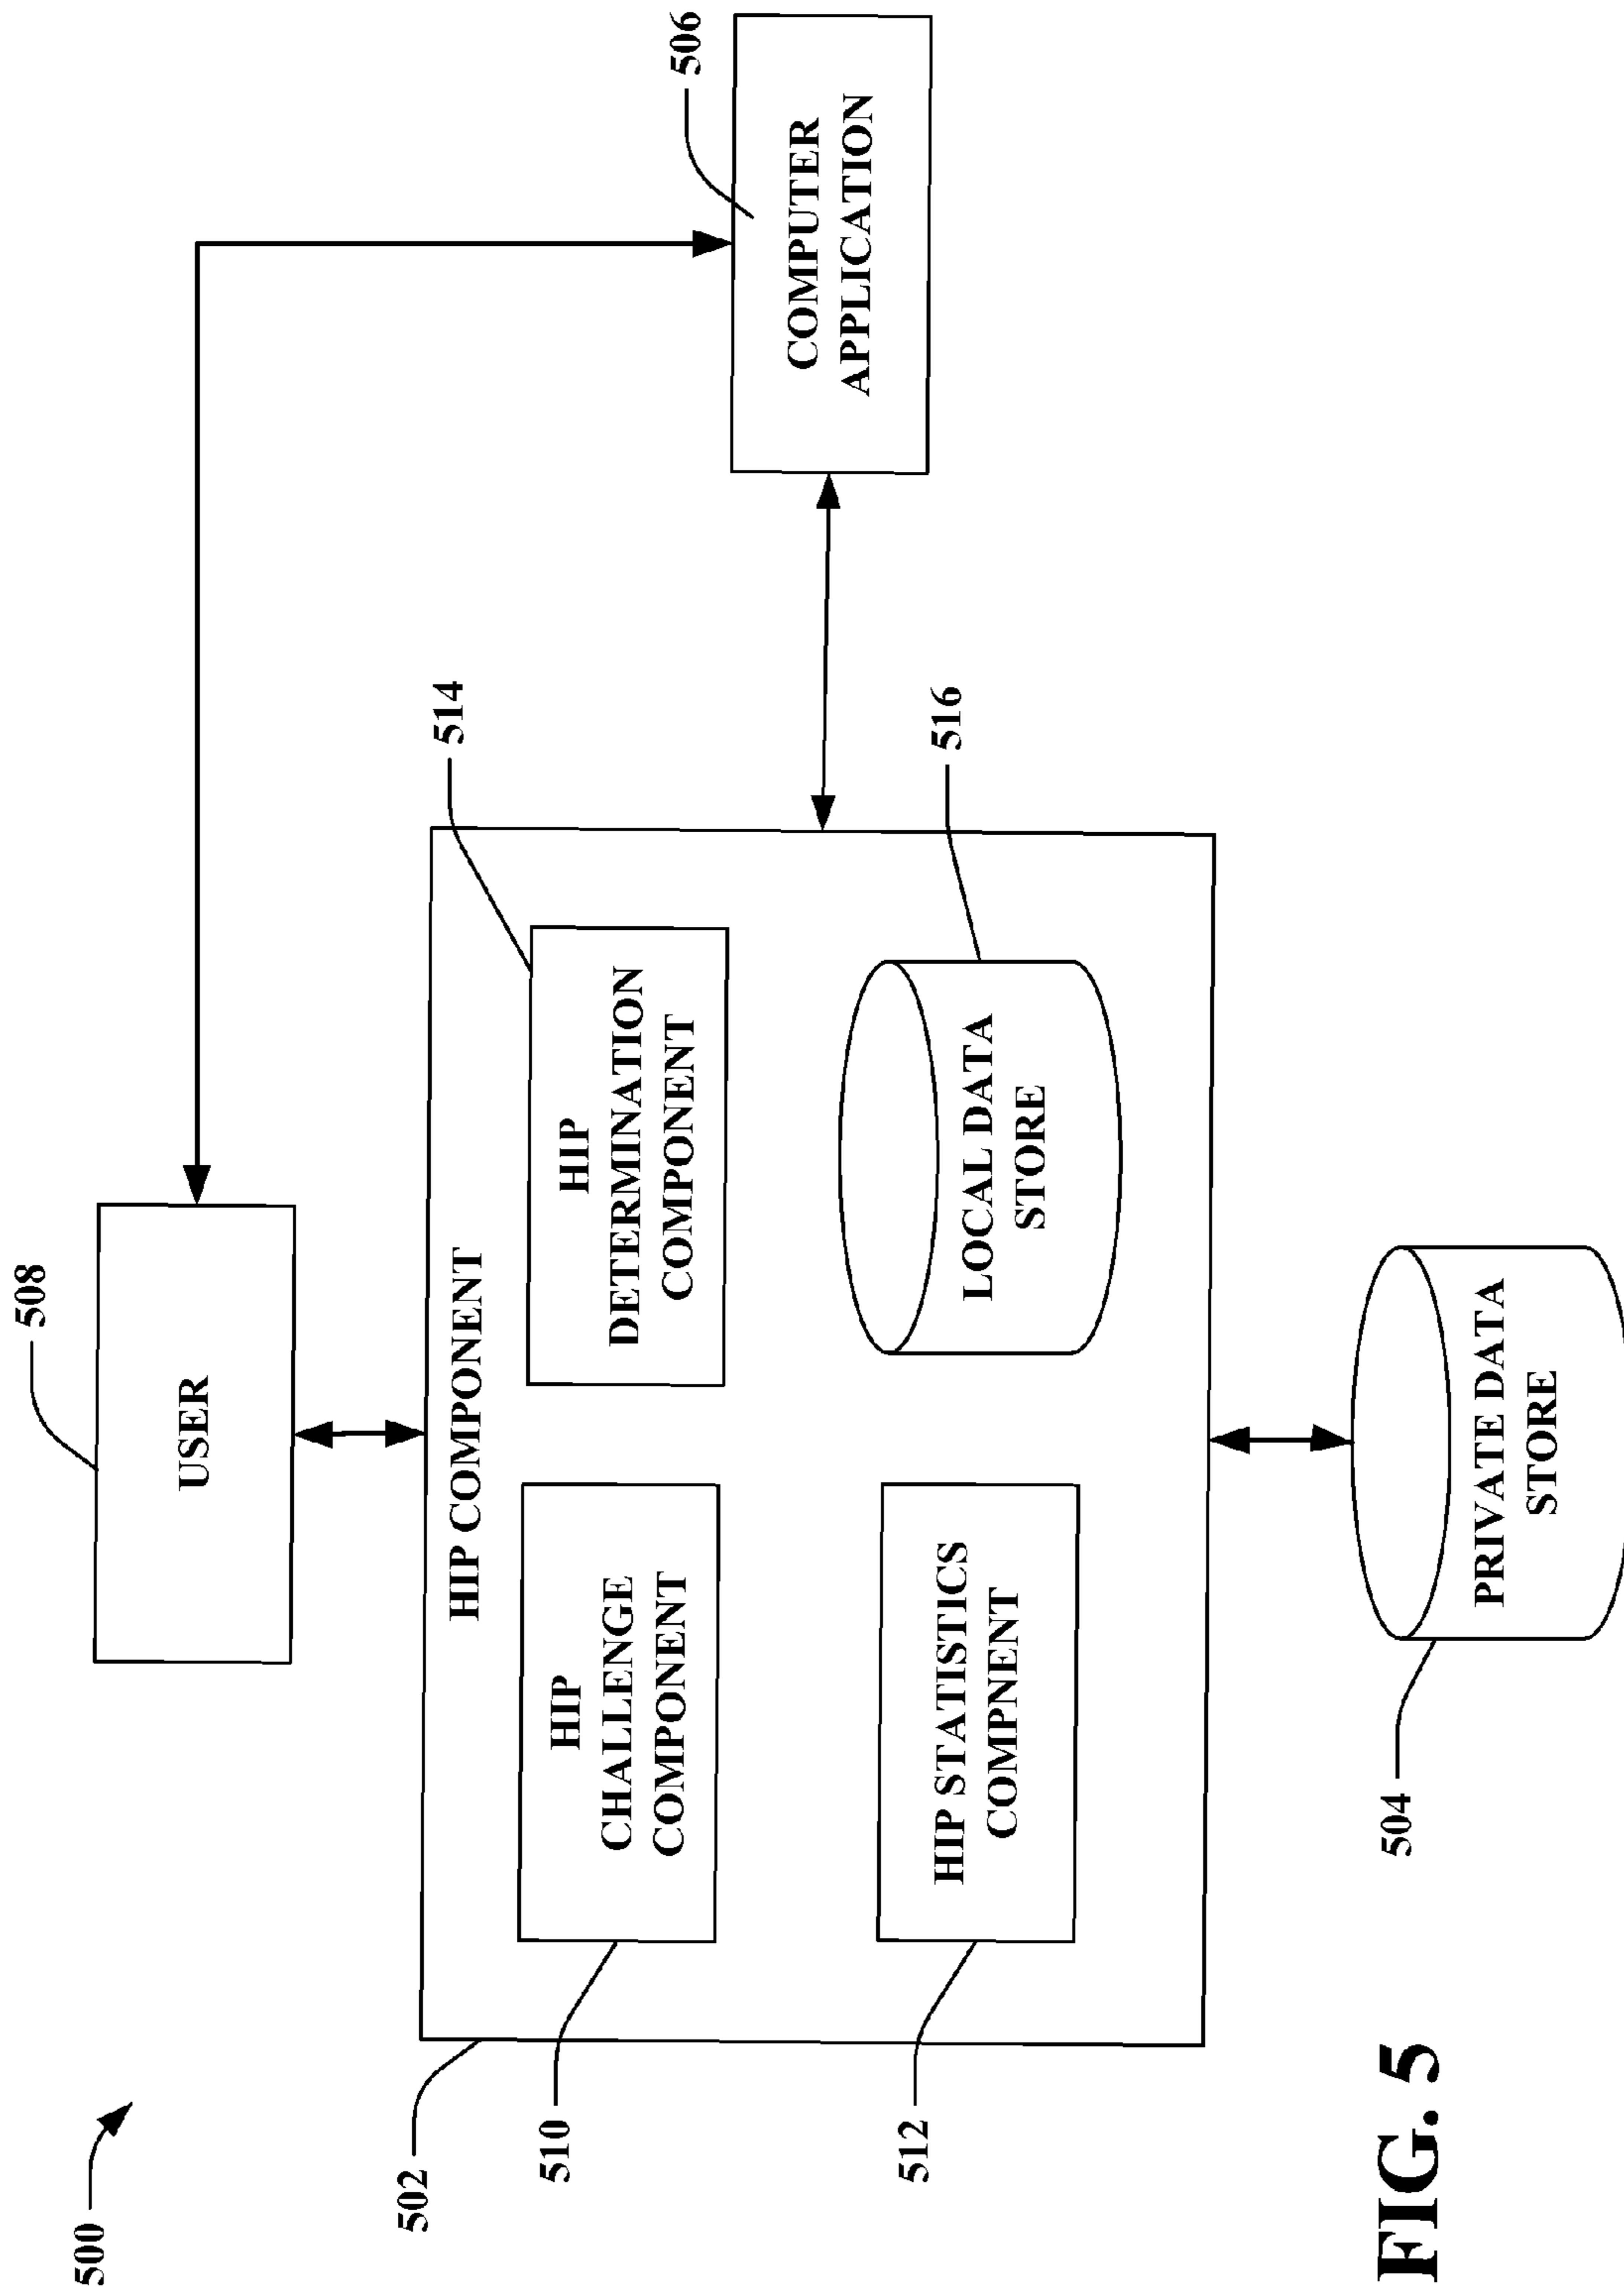 500
508
USER
506
COMPUTER
APPLICATION
502
HIP COMPONENT
514
510
HIP
CHALLENGE
COMPONENT
HIP
DETERMINATION
COMPONENT
512
HIP STATISTICS
COMPNENT
516
LOCAL DATA
STORE
504
PRIVATE DATA
STORE
FIG. 5